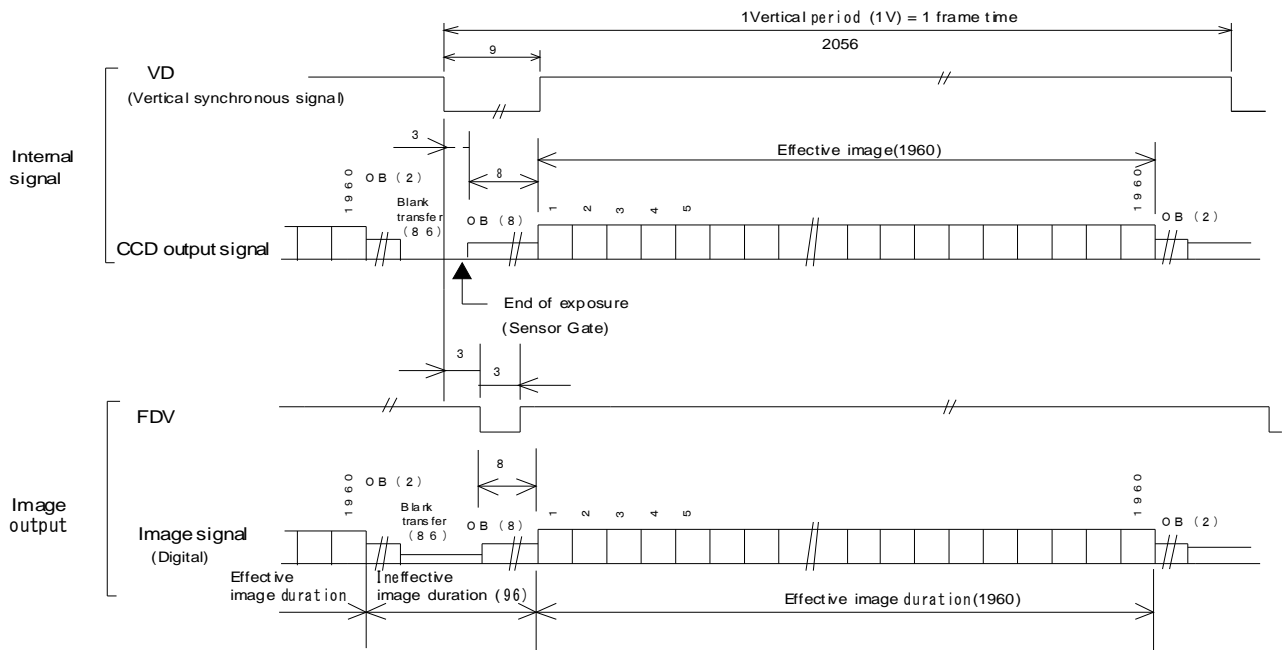 1Vertical period (1V) = 1 frame time
2056
9
VD
(Vertical synchronous signal)
3
Effective image(1960)
Internal
signal
8
1960
OB (2)
Blank
transfer
(86)
OB (8)
1
2
3
4
5
1960
OB (2)
CCD output signal
End of exposure
(Sensor Gate)
3
3
FDV
8
1960
OB (2)
Blank
transfer
(86)
OB (8)
1
2
3
4
5
1960
OB (2)
Image
output
Image signal
(Digital)
Effective
image duration
Ineffective
image duration (96)
Effective image duration(1960)